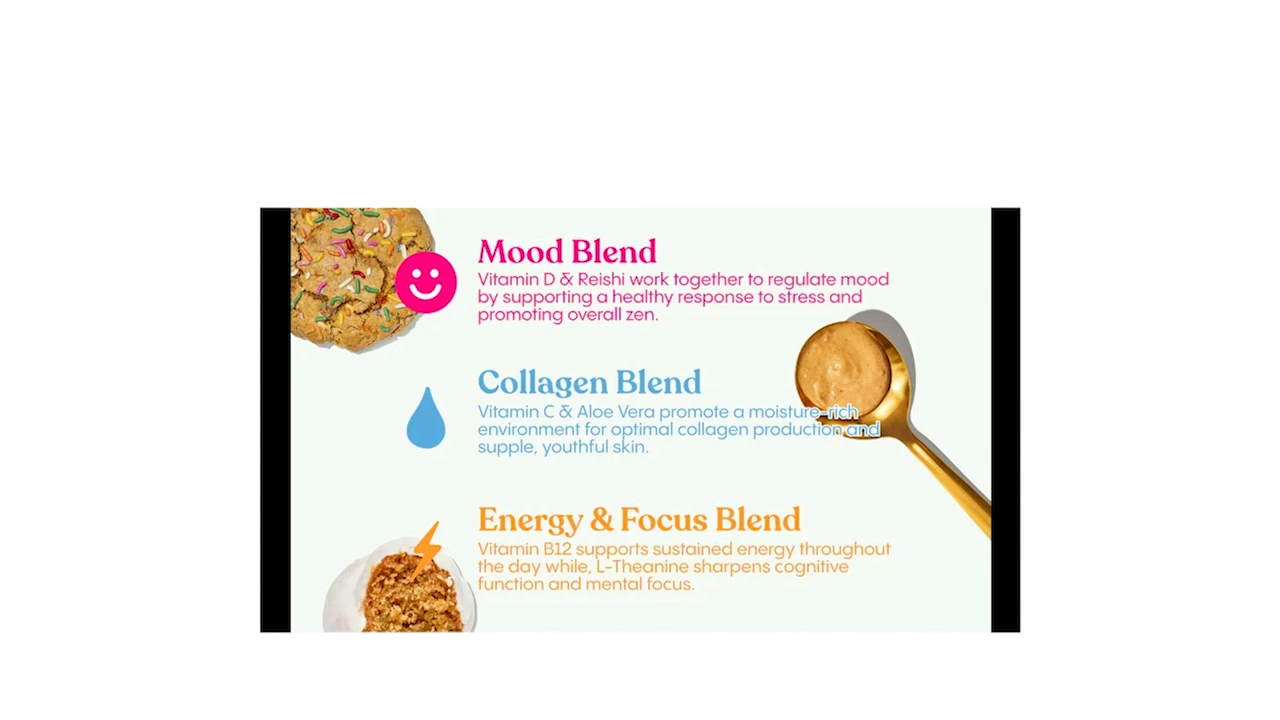 Mood Blend
Vitamin D & Reishi work together to regulate mood
by supporting a healthy response to stress and
promoting overall zen.
Collagen Blend
Vitamin C & Aloe Vera promote a moisture-rich
environment for optimal collagen production and
supple, youthful skin.
Energy & Focus Blend
Vitamin B12 supports sustained energy throughout
the day while, L-Theanine sharpens cognitive
function and mental focus.